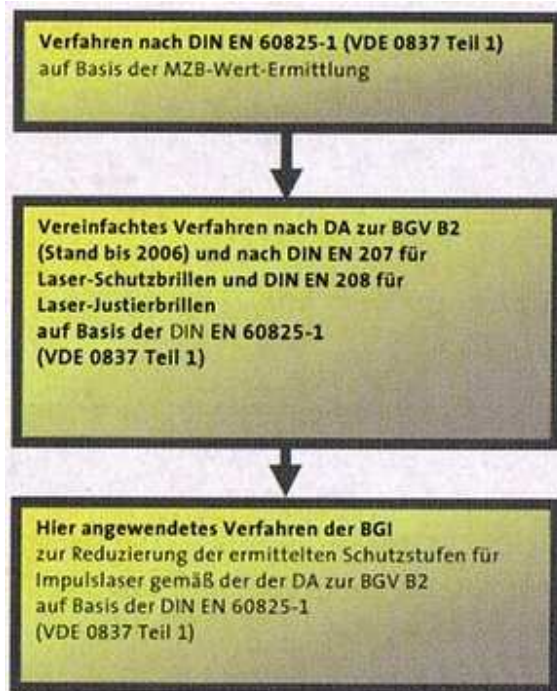 Verfahren nach DIN EN 60825-1 (VDE 0837 Teil 1)
auf Basis der MZB-Wert-Ermittlung
Vereinfachtes Verfahren nach DA zur BGV B2
(Stand bis 2006) und nach DIN EN 207 für
Laser-Schutzbrillen und DIN EN 208 für
Laser-Justierbrillen
auf Basis der DIN EN 60825-1
(VDE 0837 Teil 1)
Hier angewendetes Verfahren der BGI
zur Reduzierung der ermittelten Schutzstufen für
Impulslaser gemäß der der DA zur BGV B2
auf Basis der DIN EN 60825-1
(VDE 0837 Teil 1)